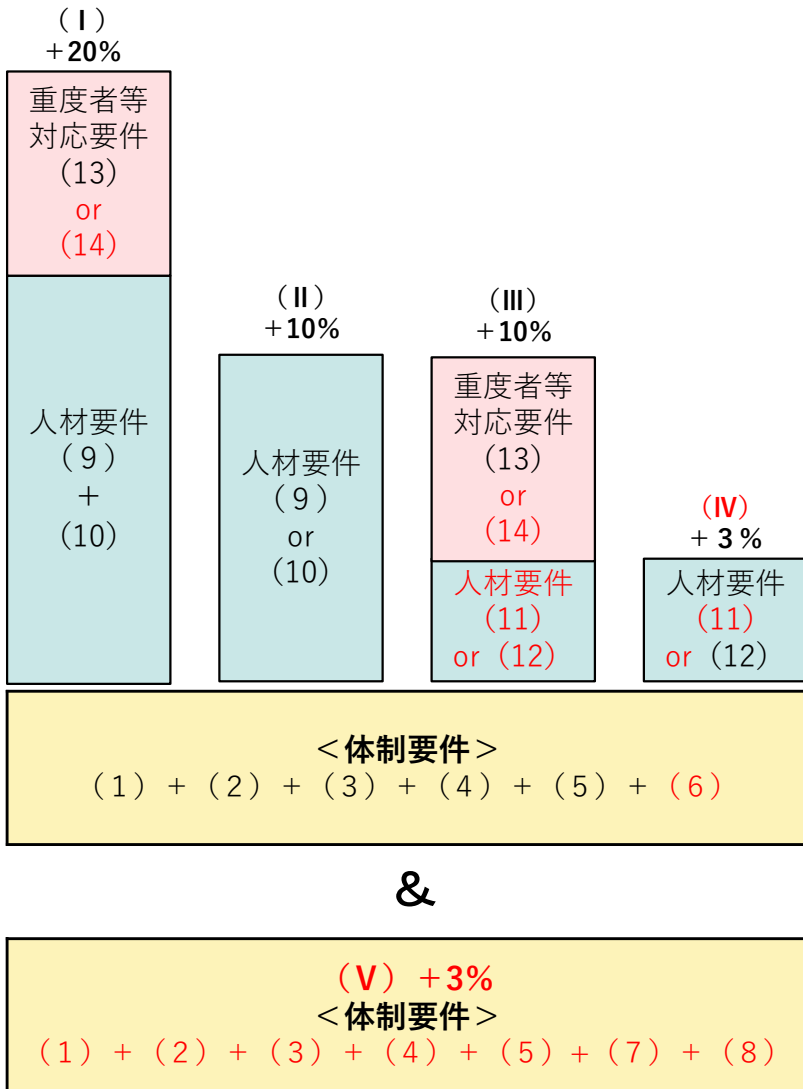 （Ⅰ）
＋20%
重度者等
対応要件
（13）
or
（14）
人材要件
（９）
＋
（10）
（Ⅱ）
＋10%
人材要件
（９）
or
（10）
（Ⅲ）
＋10%
重度者等
対応要件
（13）
or
（14）
人材要件
（11）
or（12）
（Ⅳ）
＋３%
人材要件
（11）
or（12）
＜体制要件＞
（1）＋（2）＋（3）＋（4）＋（5）＋（6）
＆
（Ⅴ）＋3%
＜体制要件＞
（1）＋（2）＋（3）＋（4）＋（5）＋（7）＋（8）